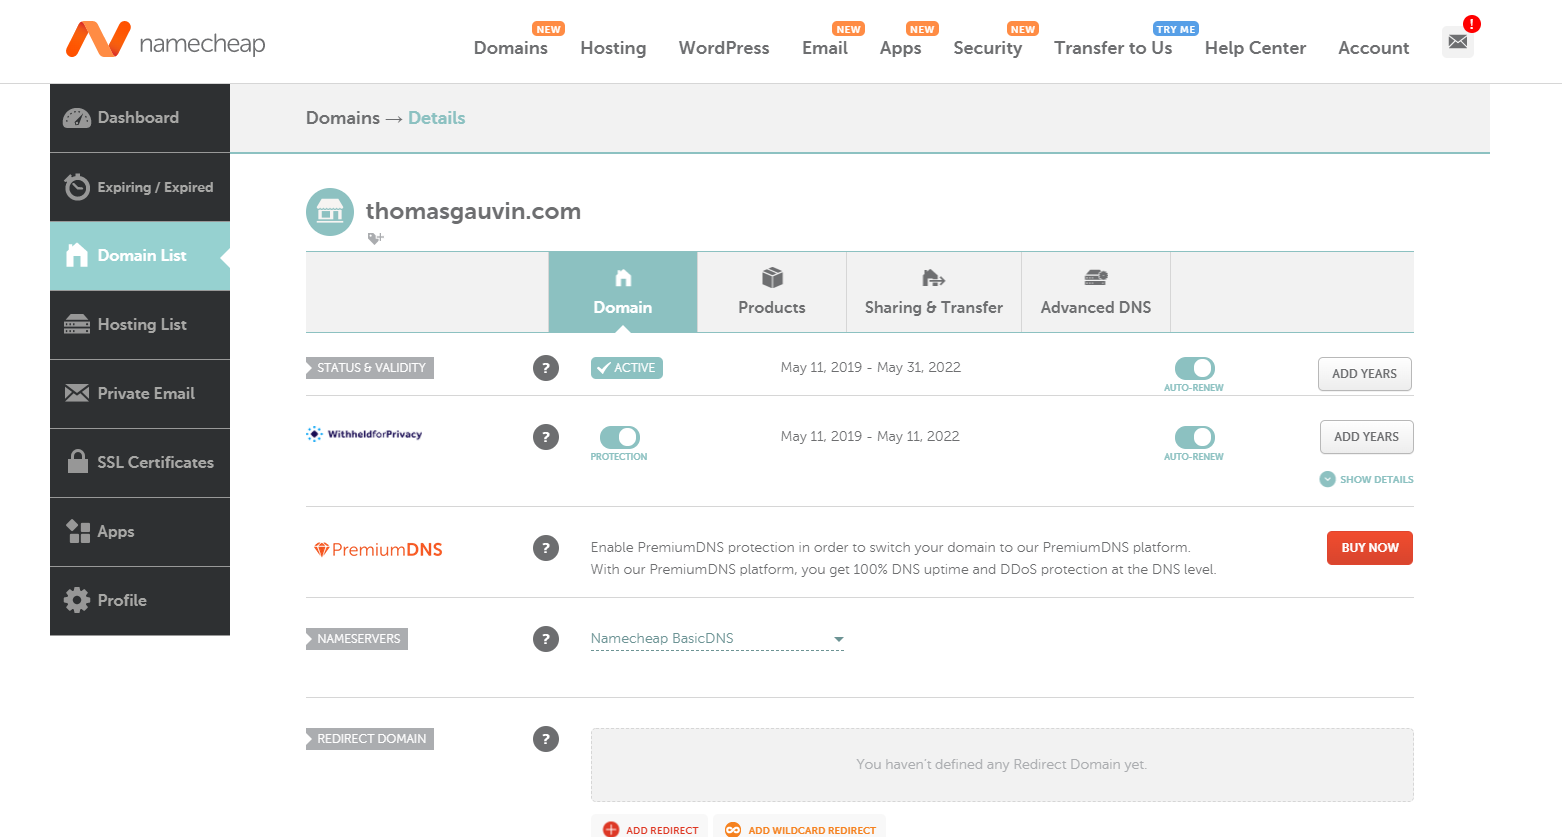 namecheap
NEW NEW NEW NEW TRY ME !
Domains Hosting WordPress Email Apps Security Transfer to Us Help Center Account
Dashboard
Expiring / Expired
Domain List
Hosting List
Private Email
SSL Certificates
Apps
Profile
Domains → Details
thomasgauvin.com
Domain Products Sharing & Transfer Advanced DNS
STATUS & VALIDITY ? ACTIVE May 11, 2019 - May 31, 2022 AUTO-RENEW ADD YEARS
WithheldforPrivacy ? PROTECTION May 11, 2019 - May 11, 2022 AUTO-RENEW ADD YEARS
SHOW DETAILS
PremiumDNS ? Enable PremiumDNS protection in order to switch your domain to our PremiumDNS platform.
With our PremiumDNS platform, you get 100% DNS uptime and DDoS protection at the DNS level.
BUY NOW
NAMESERVERS ? Namecheap BasicDNS
REDIRECT DOMAIN ? You haven't defined any Redirect Domain yet.
ADD REDIRECT ADD WILDCARD REDIRECT